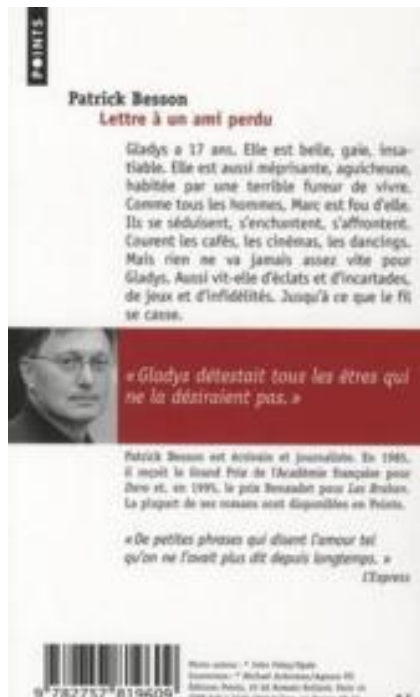 POINTS
Patrick Besson
Lettre à un ami perdu
Gladys a 17 ans. Elle est belle, gaie, insa-
tiable. Elle est aussi méprisante, aguicheuse,
habitée par une terrible fureur de vivre.
Comme tous les hommes, Marc est fou d'elle.
Ils se séduisent, s'enchantent, s'affrontent.
Courent les cafés, les cinémas, les dancings.
Mais rien ne va jamais assez vite pour
Gladys. Aussi vit-elle d'éclats et d'incartades,
de jeux et d'infidélités. Jusqu'à ce que le fil
se casse.
« Gladys détestait tous les êtres qui
ne la désiraient pas. »
Patrick Besson est écrivain et journaliste. En 1985,
il reçoit le Grand Prix de l'Académie française pour
Dara et, en 1995, le prix Renaudot pour Les Braban.
La plupart de ses romans sont disponibles en Points.
« De petites phrases qui disent l'amour tel
qu'on ne l'avait plus dit depuis longtemps. »
L'Express
9 782757 819609